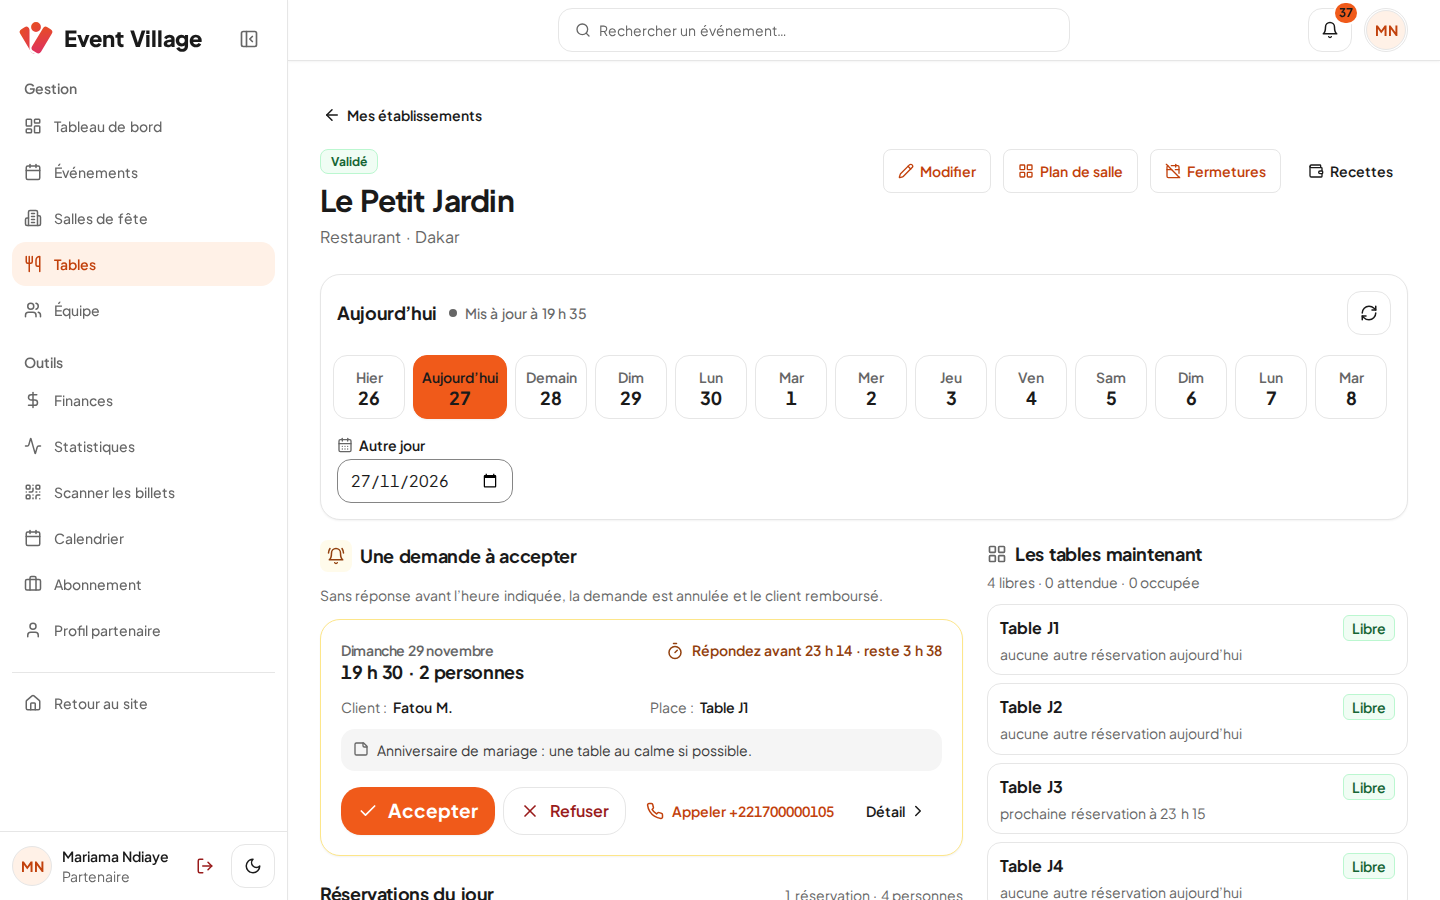 Event Village
Gestion
Tableau de bord
Événements
Salles de fête
Tables
Équipe
Outils
Finances
Statistiques
Scanner les billets
Calendrier
Abonnement
Profil partenaire
Retour au site
MN
Mariama Ndiaye
Partenaire
Rechercher un événement...
37
MN
Mes établissements
Validé
Le Petit Jardin
Restaurant · Dakar
Modifier
Plan de salle
Fermetures
Recettes
Aujourd’hui
Mis à jour à 19 h 35
Hier
26
Aujourd’hui
27
Demain
28
Dim
29
Lun
30
Mar
1
Mer
2
Jeu
3
Ven
4
Sam
5
Dim
6
Lun
7
Mar
8
Autre jour
27/11/2026
Une demande à accepter
Sans réponse avant l’heure indiquée, la demande est annulée et le client remboursé.
Dimanche 29 novembre
19 h 30 · 2 personnes
Répondez avant 23 h 14 · reste 3 h 38
Client : Fatou M.
Place : Table J1
Anniversaire de mariage : une table au calme si possible.
Accepter
Refuser
Appeler +221700000105
Détail
Réservations du jour
1 réservation · 4 personnes
Les tables maintenant
4 libres · 0 attendue · 0 occupée
Table J1
Libre
aucune autre réservation aujourd’hui
Table J2
Libre
aucune autre réservation aujourd’hui
Table J3
Libre
prochaine réservation à 23 h 15
Table J4
Libre
aucune autre réservation aujourd’hui